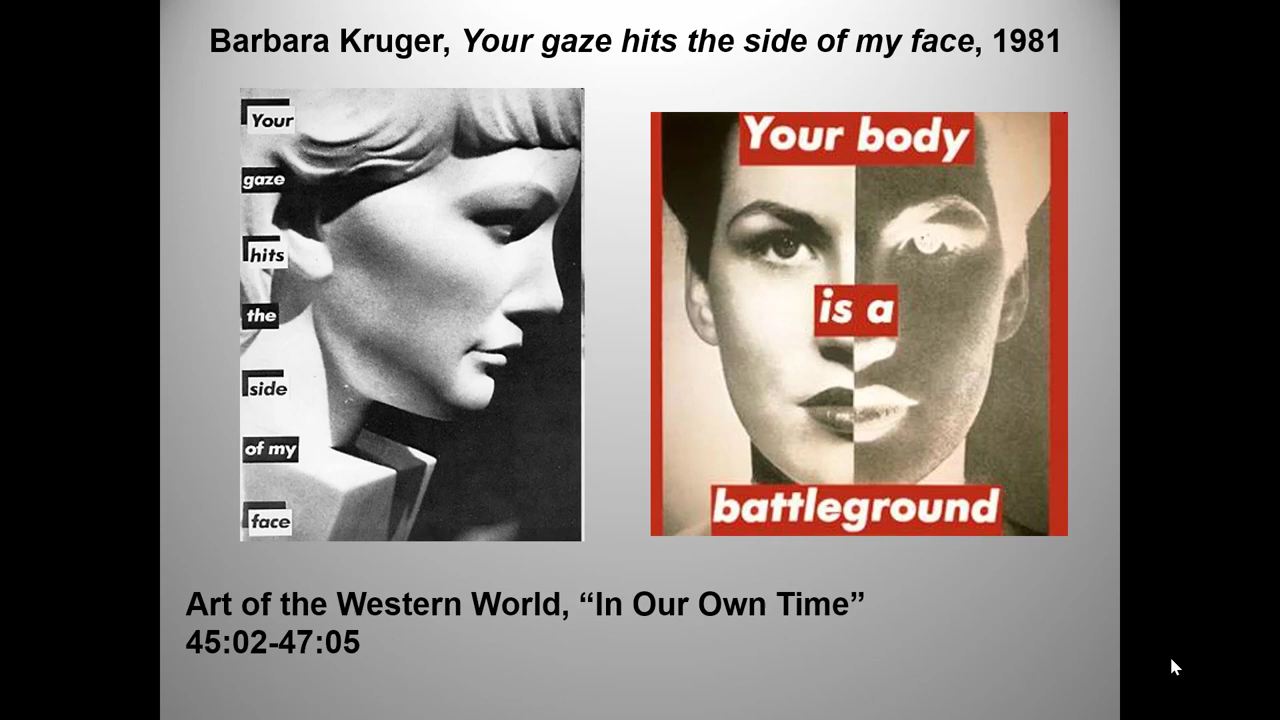 Barbara Kruger, Your gaze hits the side of my face, 1981
Your
gaze
hits
the
side
of my
face
Your body
is a
battleground
Art of the Western World, “In Our Own Time”
45:02-47:05